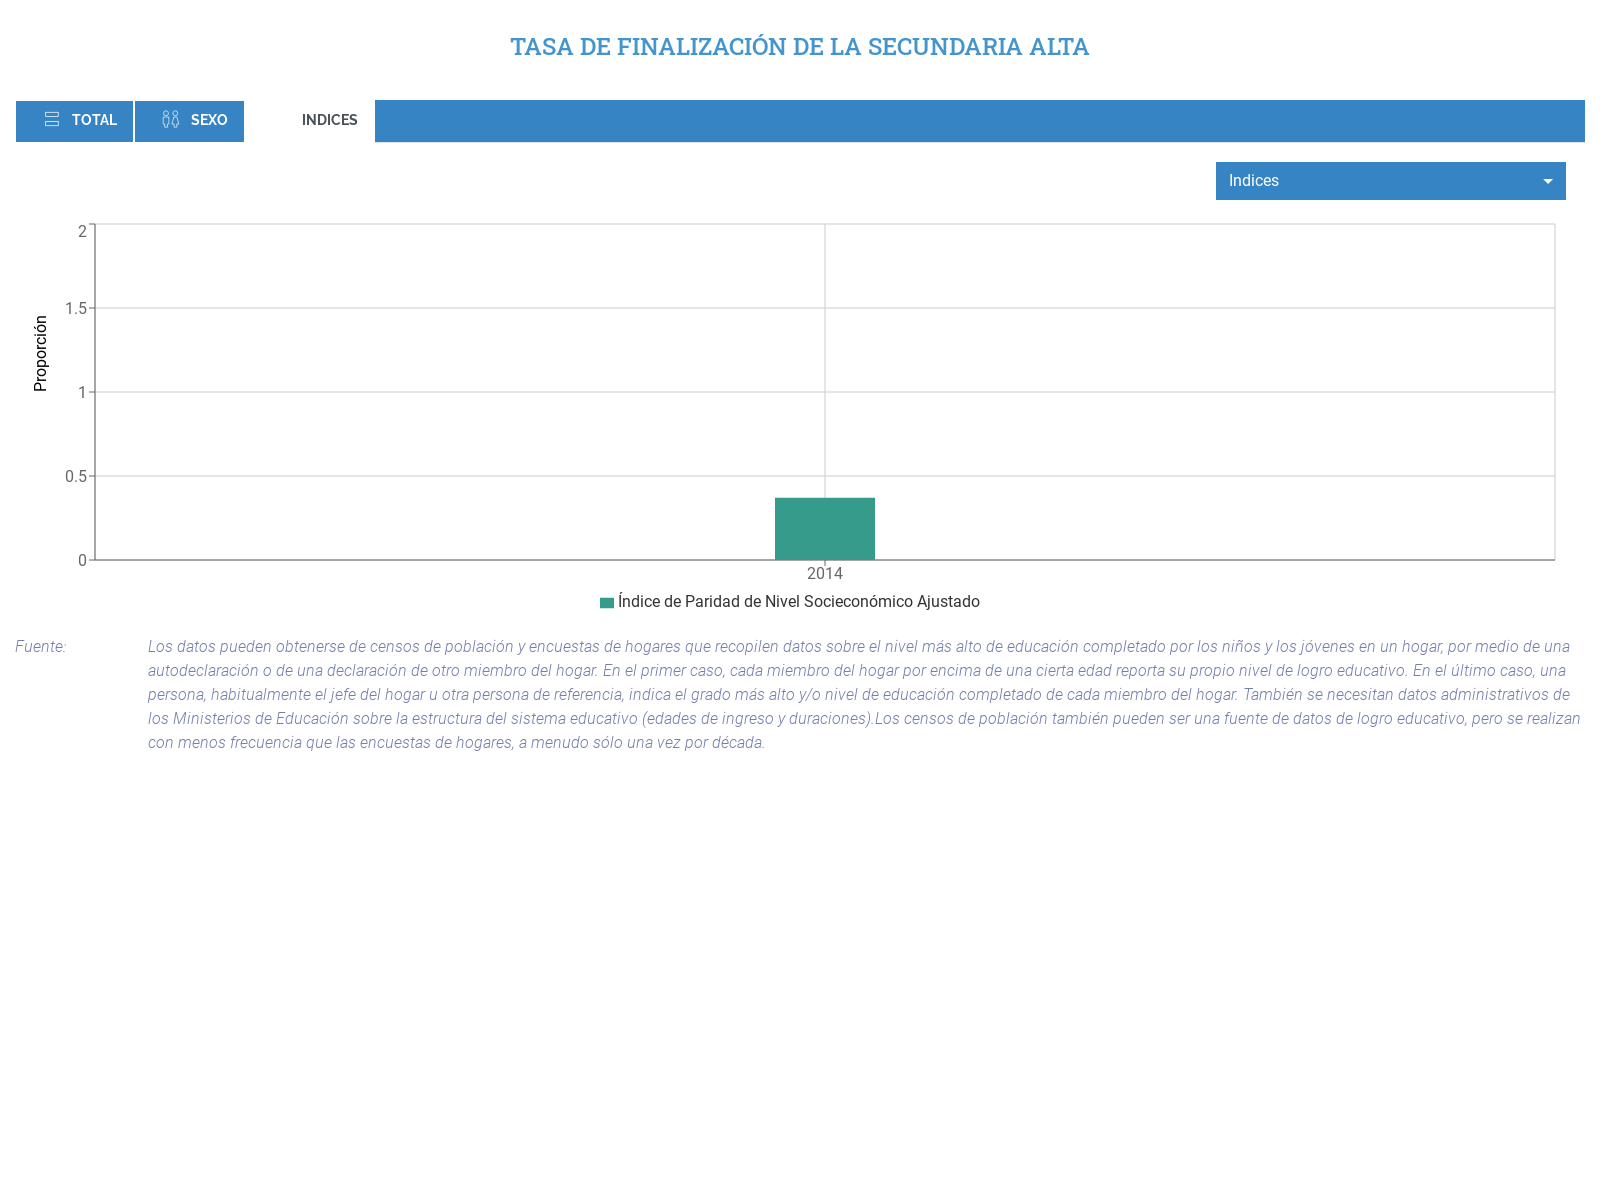 TASA DE FINALIZACIÓN DE LA SECUNDARIA ALTA
TOTAL SEXO INDICES
Indices
2
1.5
1
0.5
0
Proporción
2014
Índice de Paridad de Nivel Socieconómico Ajustado
Fuente: Los datos pueden obtenerse de censos de población y encuestas de hogares que recopilen datos sobre el nivel más alto de educación completado por los niños y los jóvenes en un hogar, por medio de una
autodeclaración o de una declaración de otro miembro del hogar. En el primer caso, cada miembro del hogar por encima de una cierta edad reporta su propio nivel de logro educativo. En el último caso, una
persona, habitualmente el jefe del hogar u otra persona de referencia, indica el grado más alto y/o nivel de educación completado de cada miembro del hogar. También se necesitan datos administrativos de
los Ministerios de Educación sobre la estructura del sistema educativo (edades de ingreso y duraciones).Los censos de población también pueden ser una fuente de datos de logro educativo, pero se realizan
con menos frecuencia que las encuestas de hogares, a menudo sólo una vez por década.